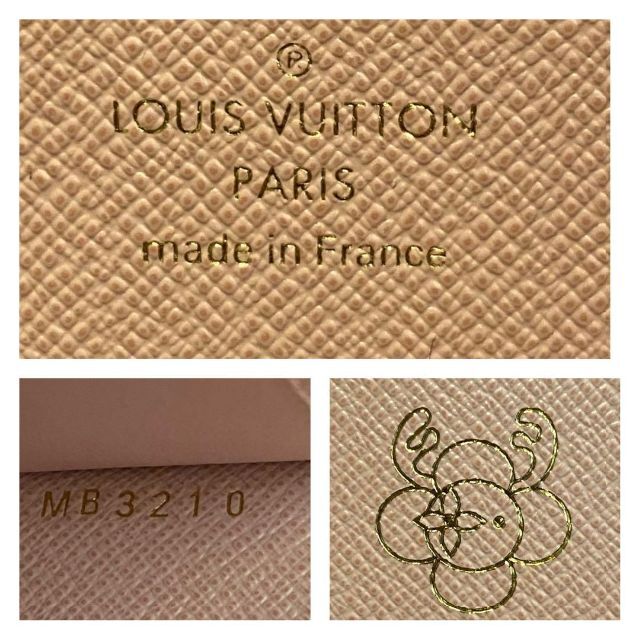 Ⓟ
LOUIS VUITTON
PARIS
made in France
MB3210